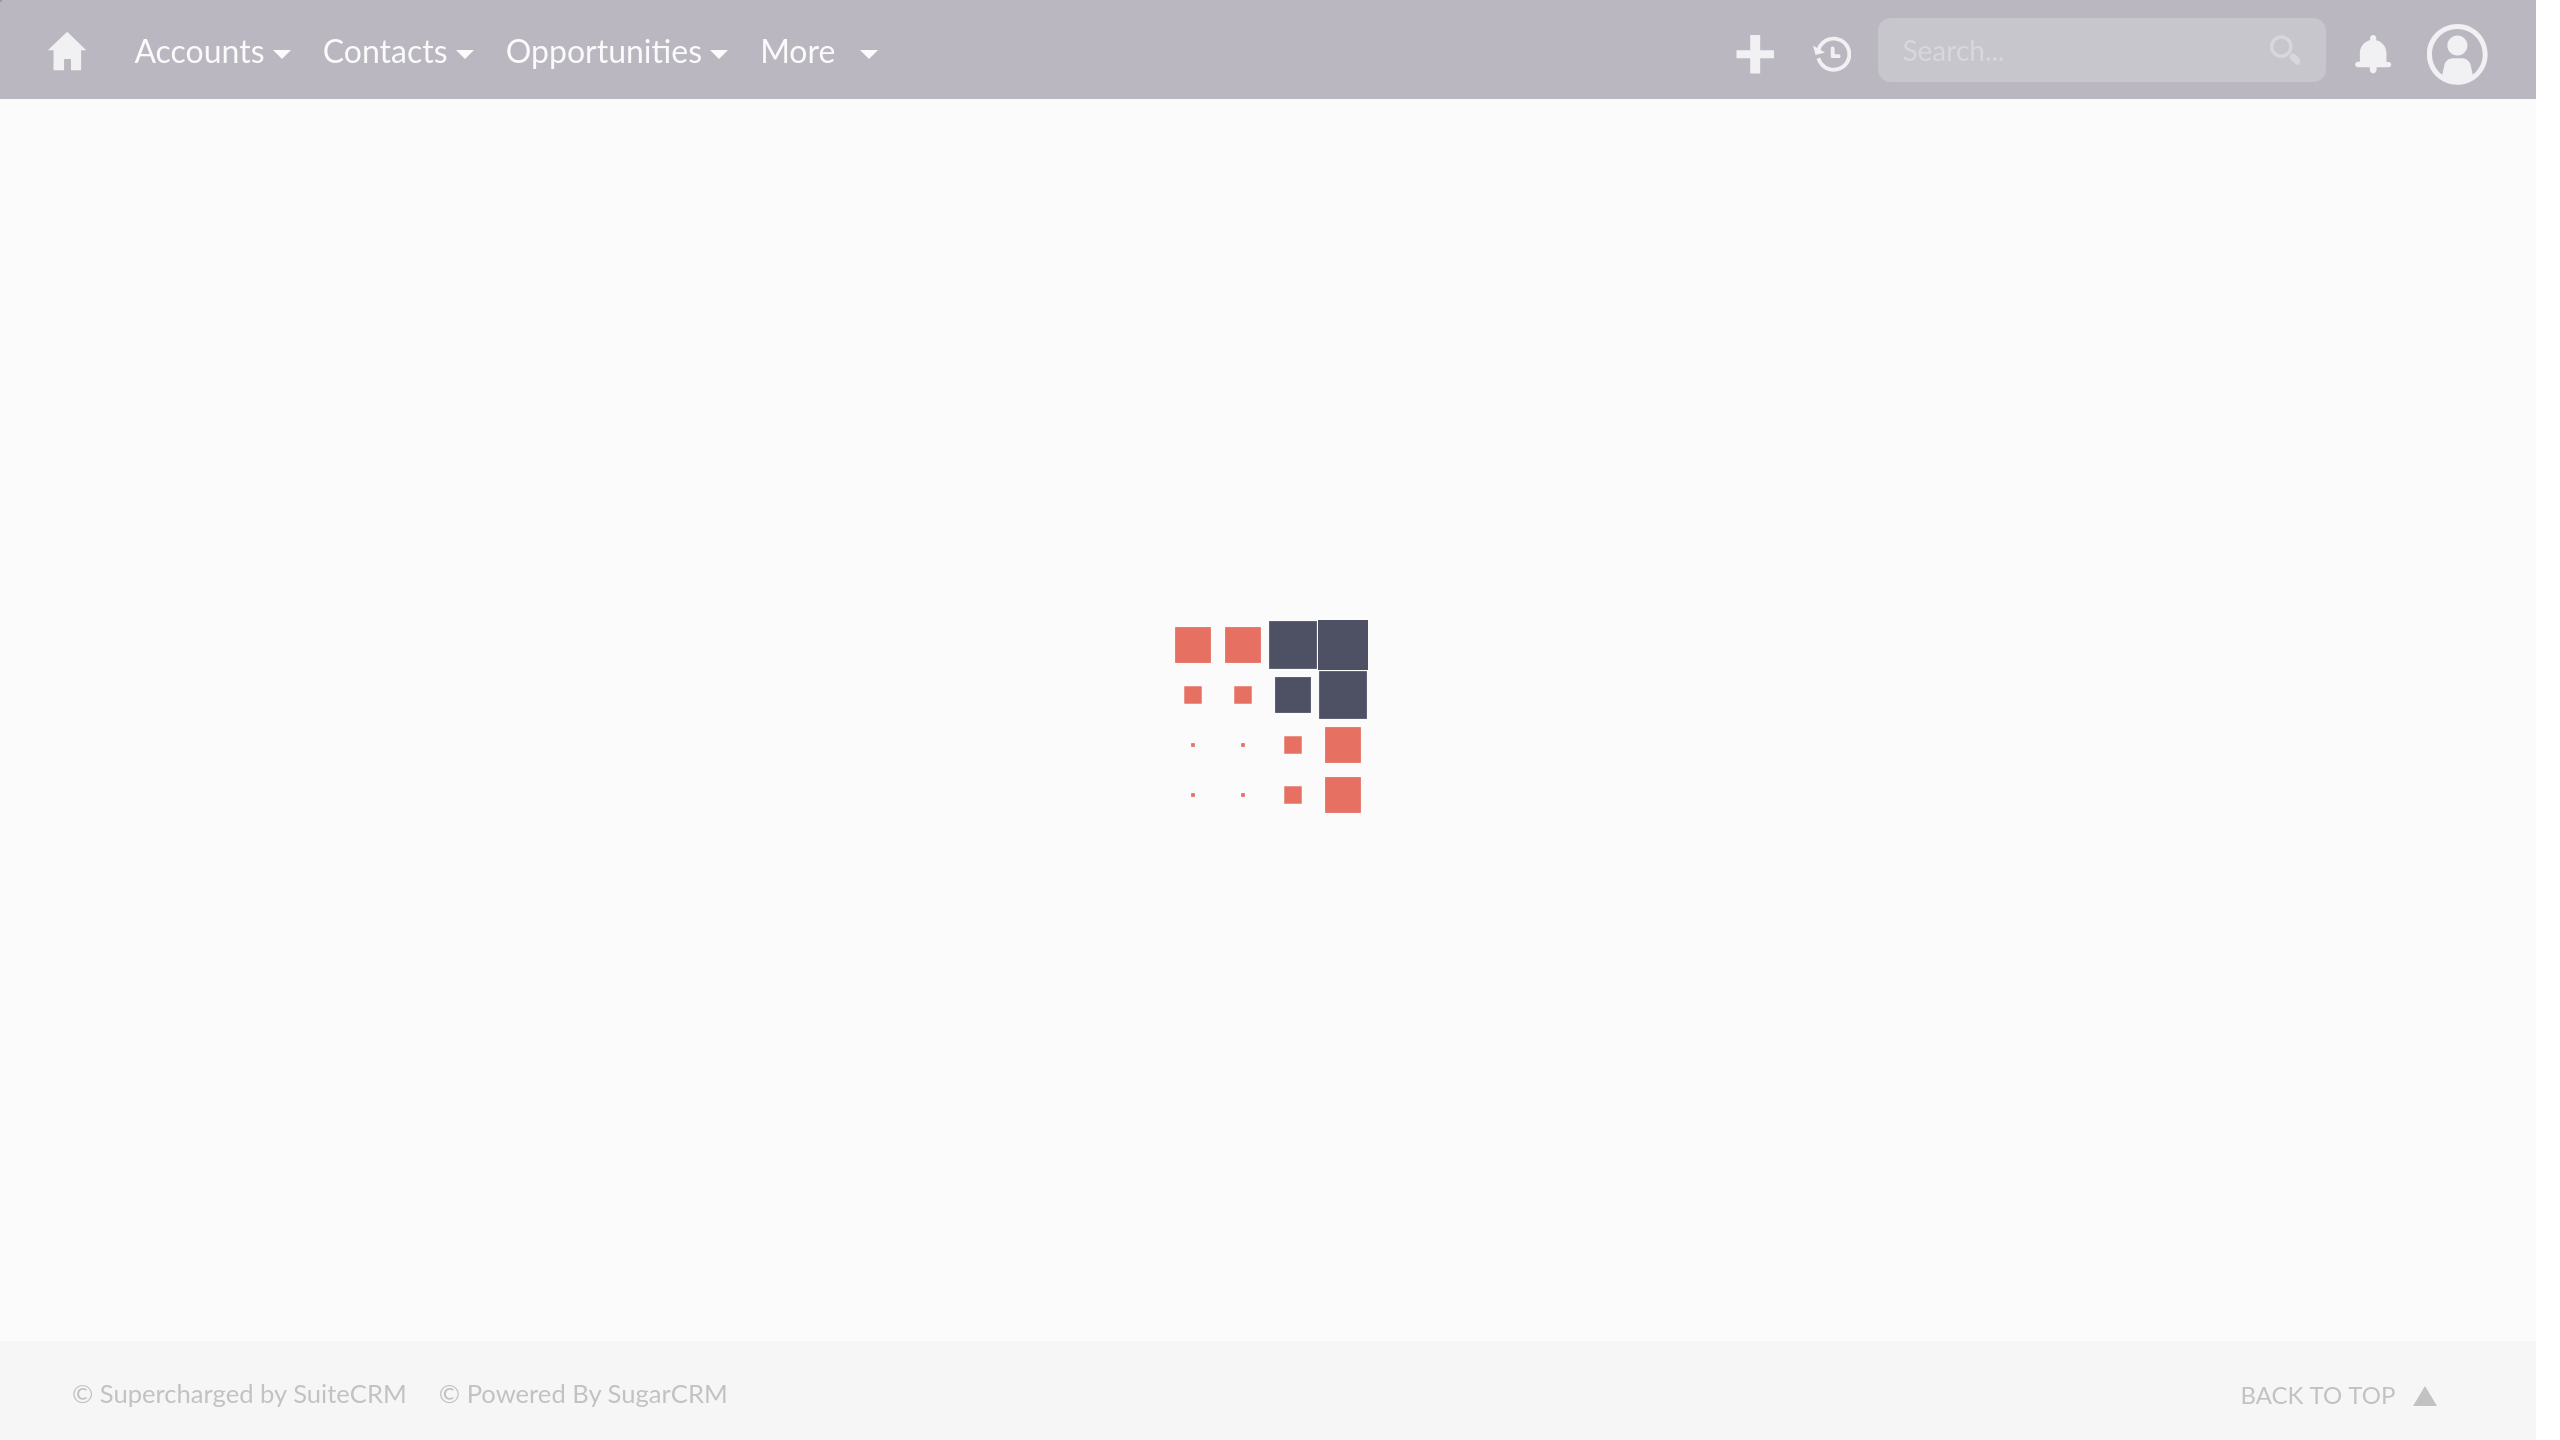 Accounts Contacts Opportunities More Search...
© Supercharged by SuiteCRM © Powered By SugarCRM BACK TO TOP